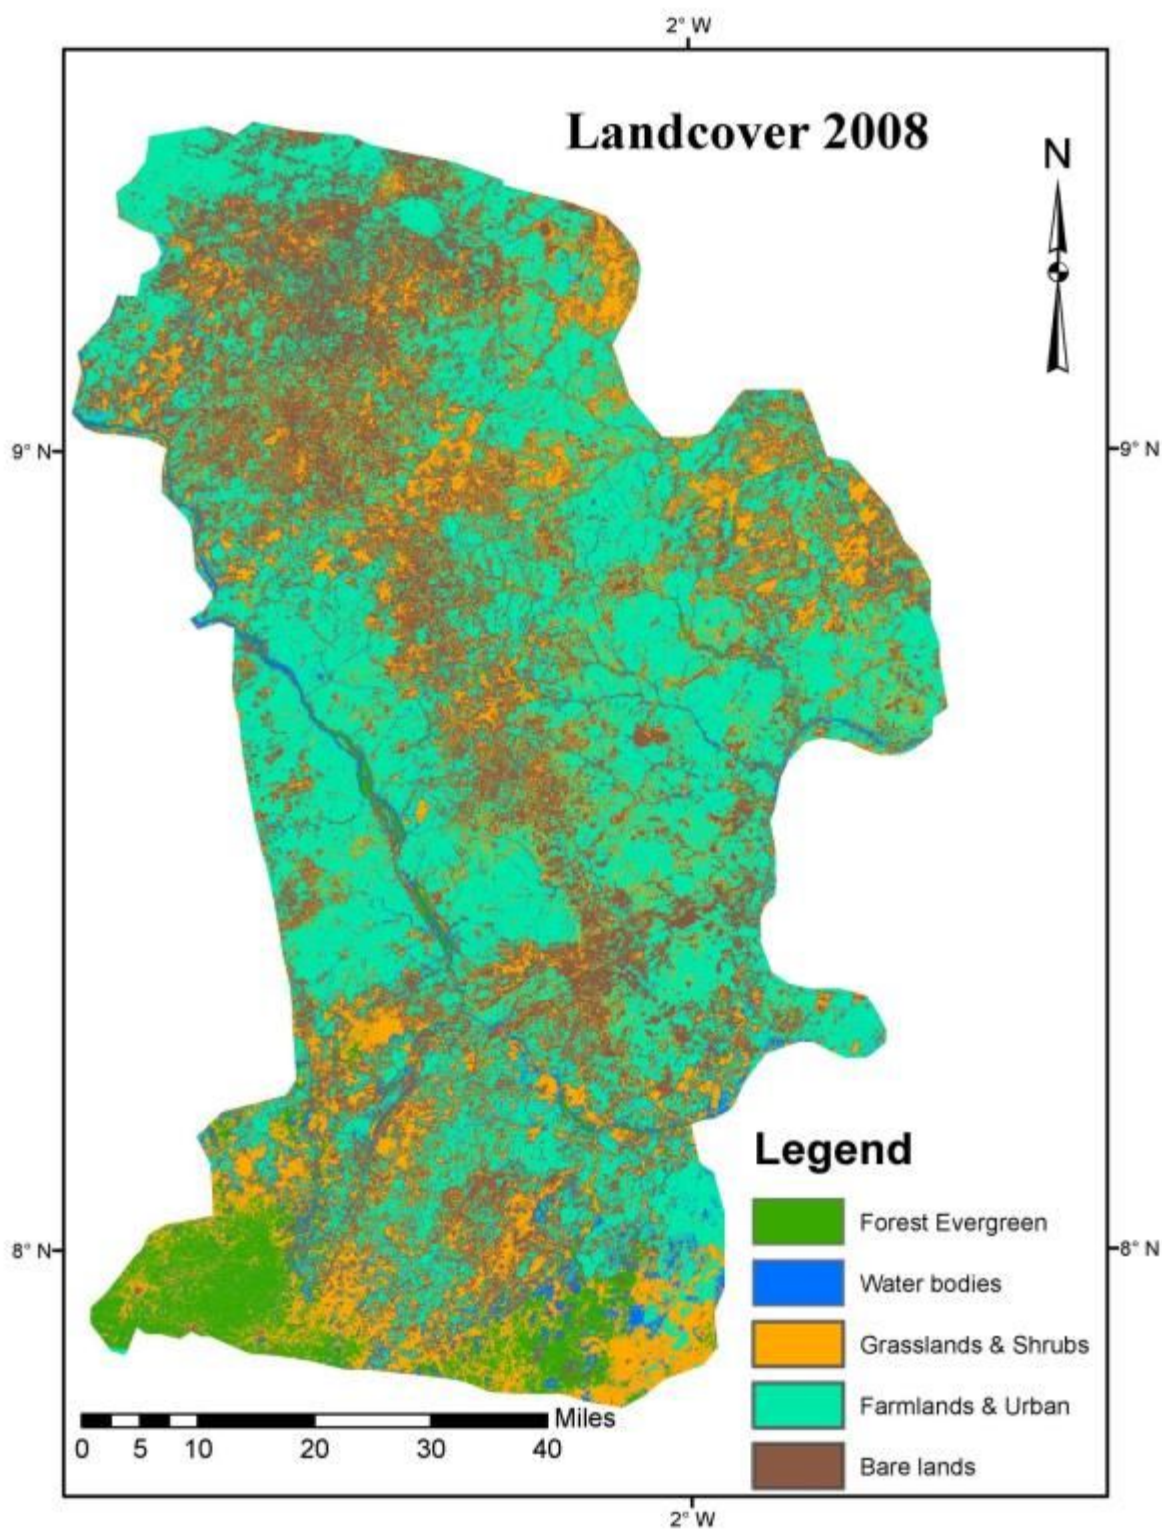 2° W
Landcover 2008
N
9° N
9° N
Legend
Forest Evergreen
8° N
8° N
Water bodies
Grasslands & Shrubs
Farmlands & Urban
Miles
0 5 10 20 30 40
Bare lands
2° W